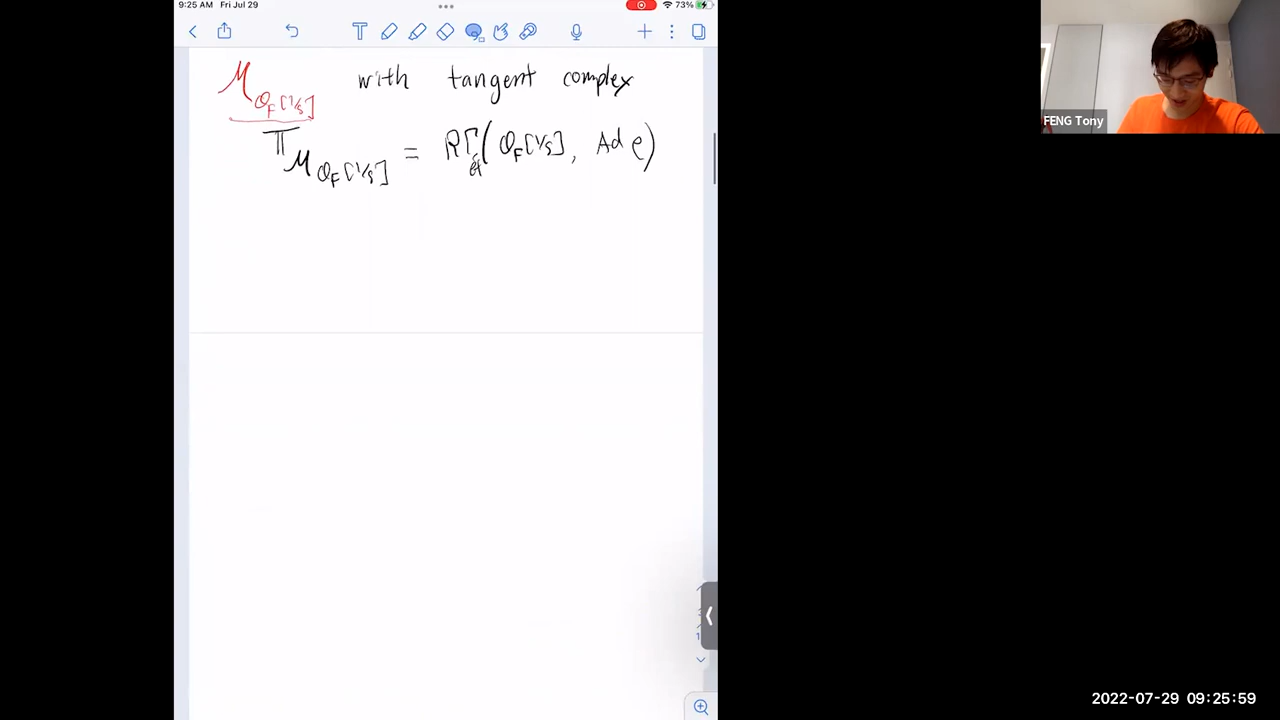 9:25 AM Fri Jul 29
73%
M_{O_F[1/S]} with tangent complex
𝕋_{M_{O_F[1/S]}} = RΓ_{ét}(O_F[1/S], Ad ρ)
FENG Tony
2022-07-29 09:25:59